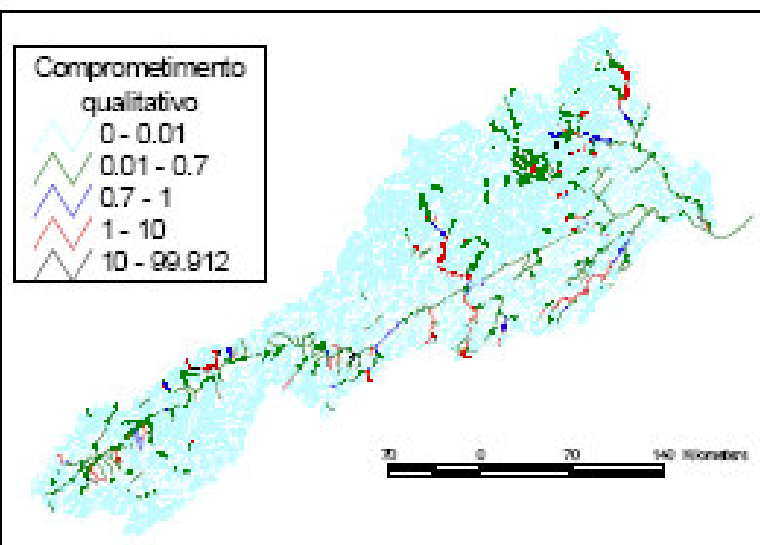 Comprometimento
qualitativo
0 - 0.01
0.01 - 0.7
0.7 - 1
1 - 10
10 - 99.912
70 0 70 140 Kilometers